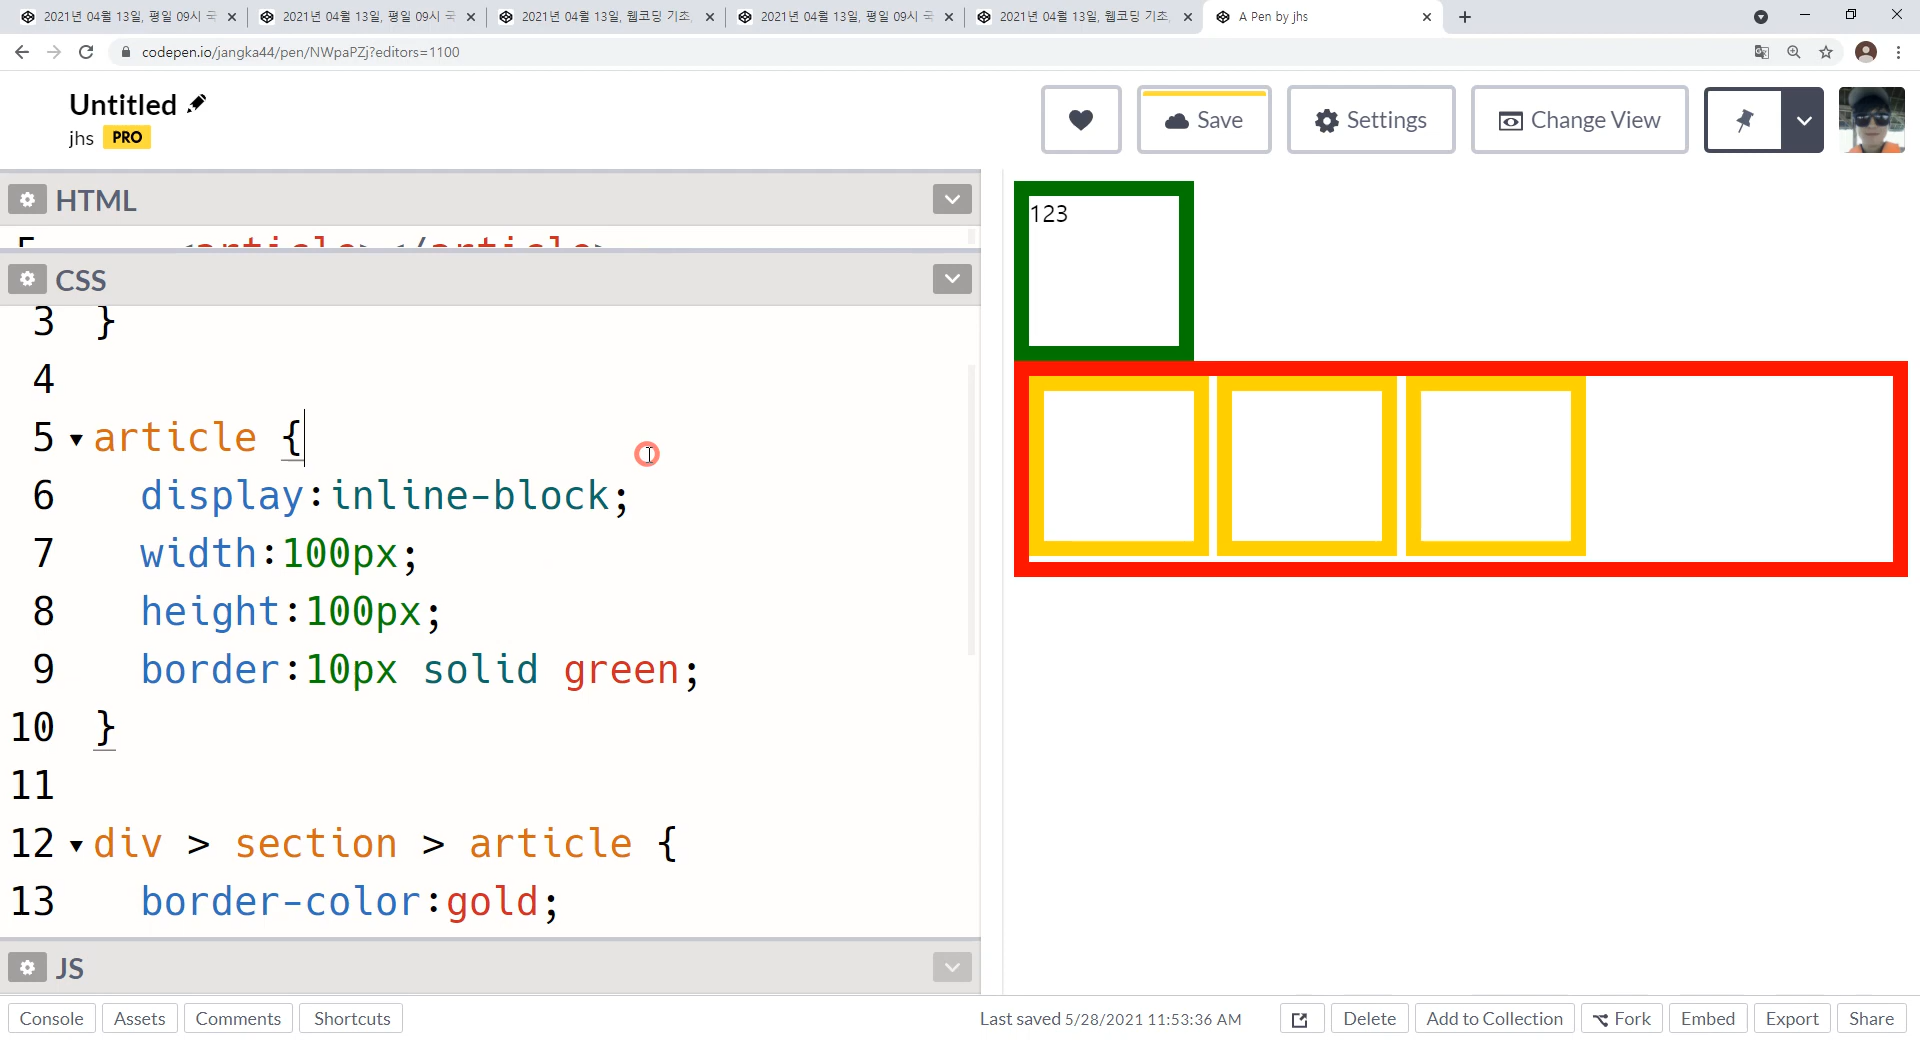 2021년 04월 13일, 평일 09시 국
2021년 04월 13일, 평일 09시 국
2021년 04월 13일, 웹코딩 기초,
2021년 04월 13일, 평일 09시 국
2021년 04월 13일, 웹코딩 기초,
A Pen by jhs
codepen.io/jangka44/pen/NWpaPZj?editors=1100
Untitled
jhs PRO
Save
Settings
Change View
HTML
5 <article></article>
CSS
3 }
4
5 article {
6 display:inline-block;
7 width:100px;
8 height:100px;
9 border:10px solid green;
10 }
11
12 div > section > article {
13 border-color:gold;
JS
123
Console Assets Comments Shortcuts
Last saved 5/28/2021 11:53:36 AM
Delete Add to Collection Fork Embed Export Share